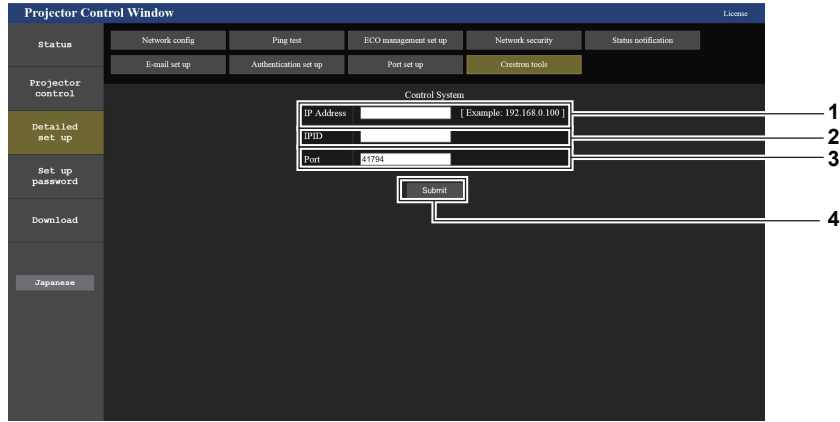 Projector Control Window
License
Status
Network config
Ping test
ECO management set up
Network security
Status notification
E-mail set up
Authentication set up
Port set up
Crestron tools
Projector
control
Detailed
set up
Set up
password
Download
Japanese
Control System
IP Address
[ Example: 192.168.0.100 ]
1
IPID
2
Port
41794
3
Submit
4